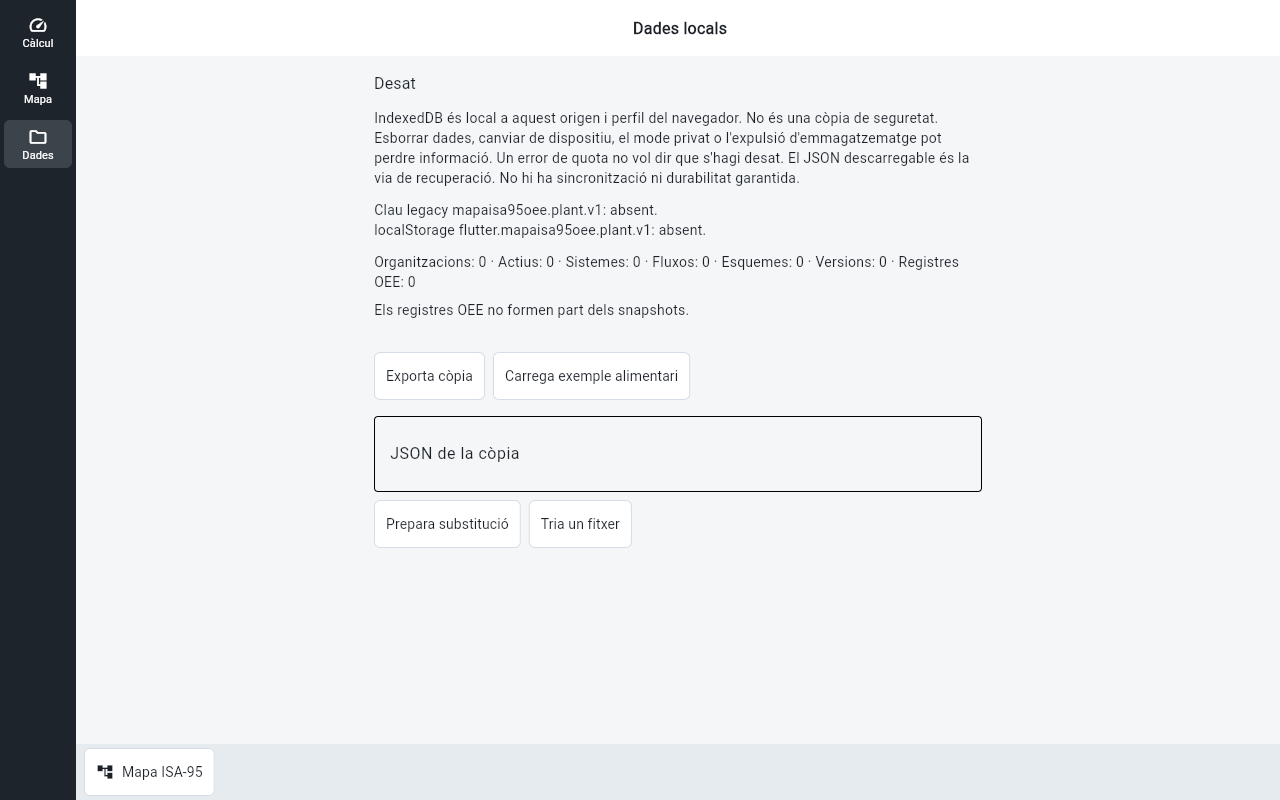 Càlcul
Mapa
Dades
Dades locals
Desat
IndexedDB és local a aquest origen i perfil del navegador. No és una còpia de seguretat.
Esborrar dades, canviar de dispositiu, el mode privat o l'expulsió d'emmagatzematge pot
perdre informació. Un error de quota no vol dir que s'hagi desat. El JSON descarregable és la
via de recuperació. No hi ha sincronització ni durabilitat garantida.
Clau legacy mapaisa95oee.plant.v1: absent.
localStorage flutter.mapaisa95oee.plant.v1: absent.
Organitzacions: 0 · Actius: 0 · Sistemes: 0 · Fluxos: 0 · Esquemes: 0 · Versions: 0 · Registres
OEE: 0
Els registres OEE no formen part dels snapshots.
Exporta còpia
Carrega exemple alimentari
JSON de la còpia
Prepara substitució
Tria un fitxer
Mapa ISA-95